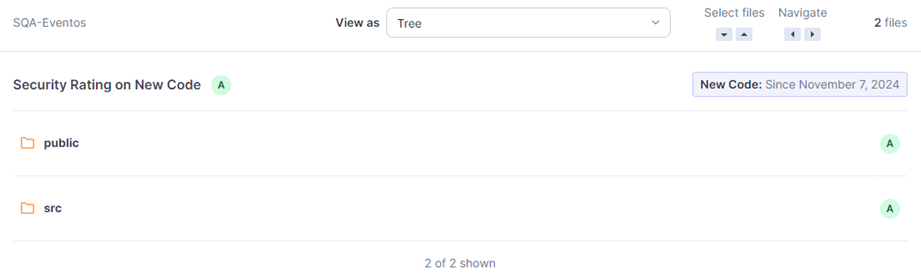 SQA-Eventos
View as
Tree
Select files
Navigate
2 files
Security Rating on New Code A
New Code: Since November 7, 2024
public A
src A
2 of 2 shown